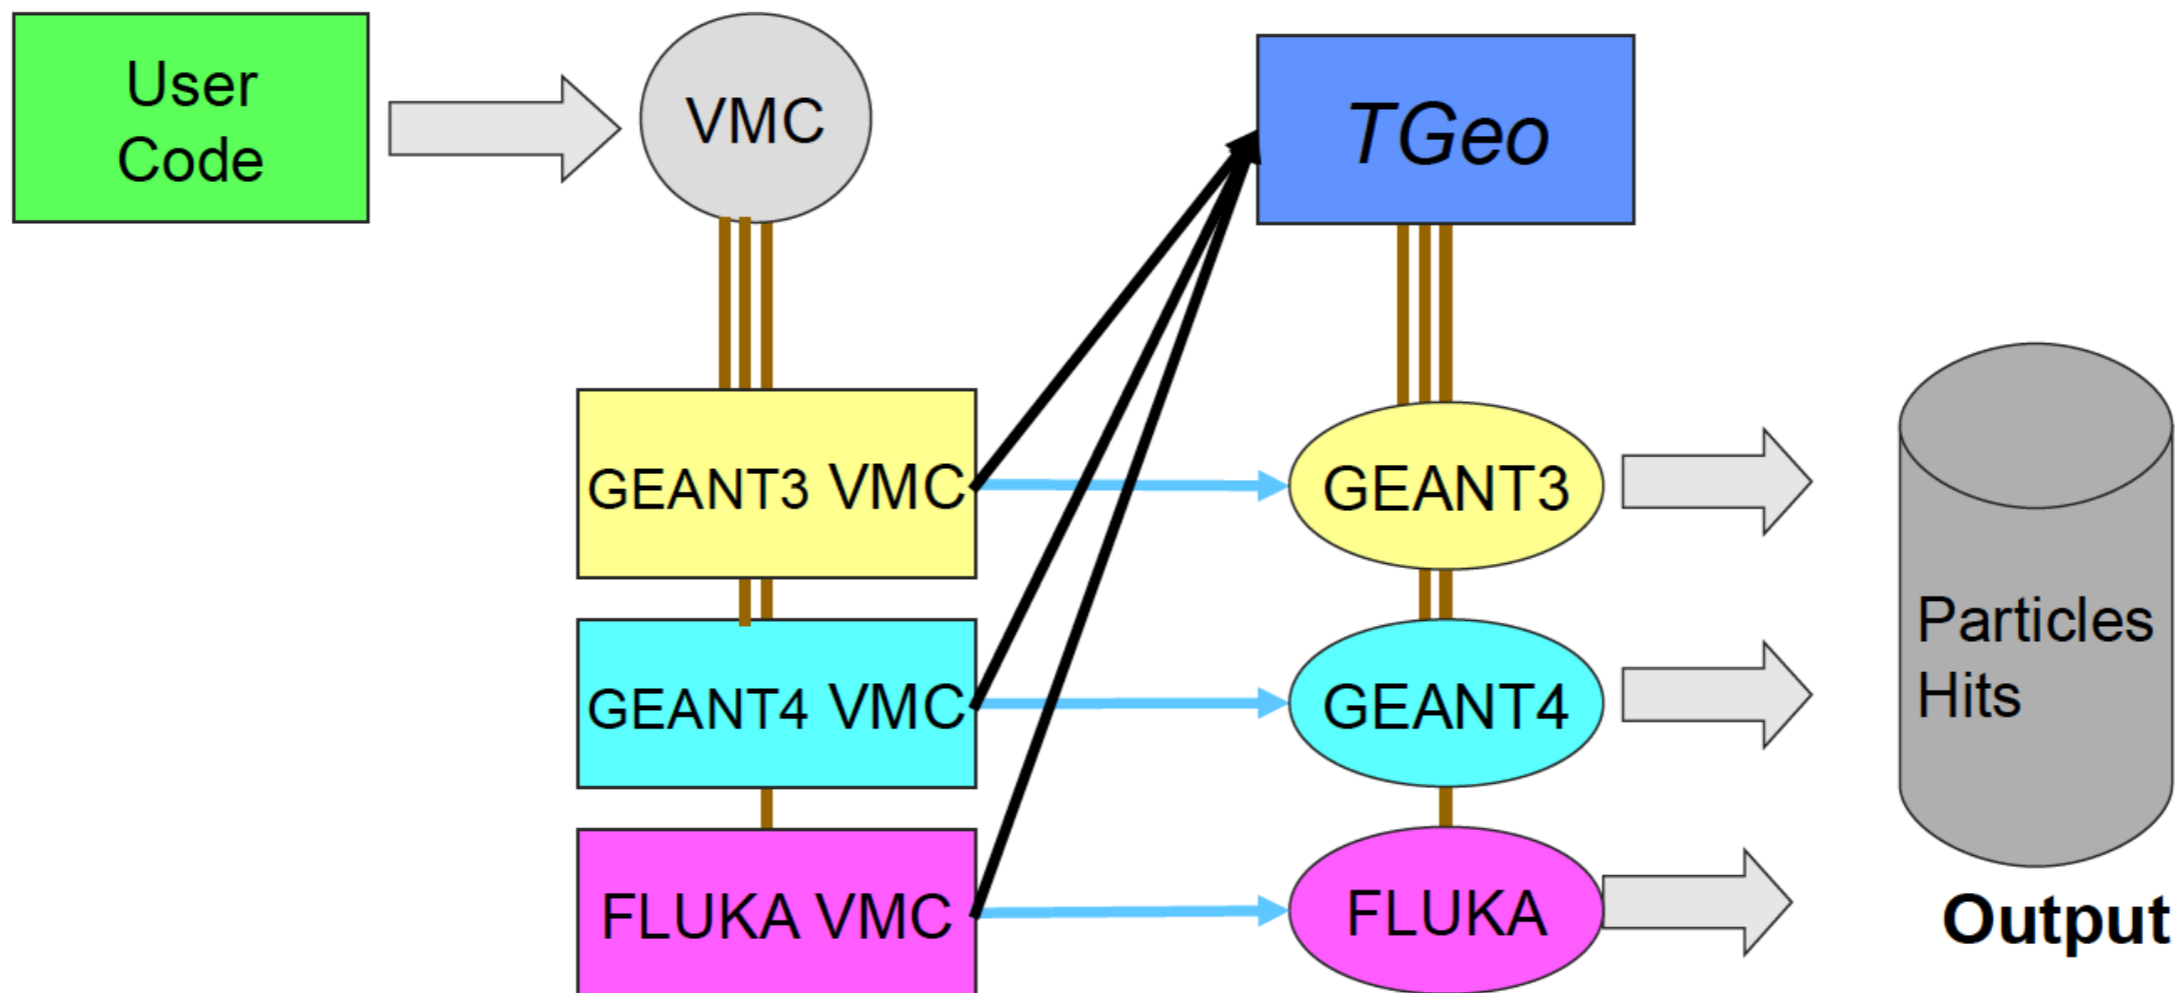 User
Code
VMC
TGeo
GEANT3 VMC
GEANT3
GEANT4 VMC
GEANT4
FLUKA VMC
FLUKA
Particles
Hits
Output